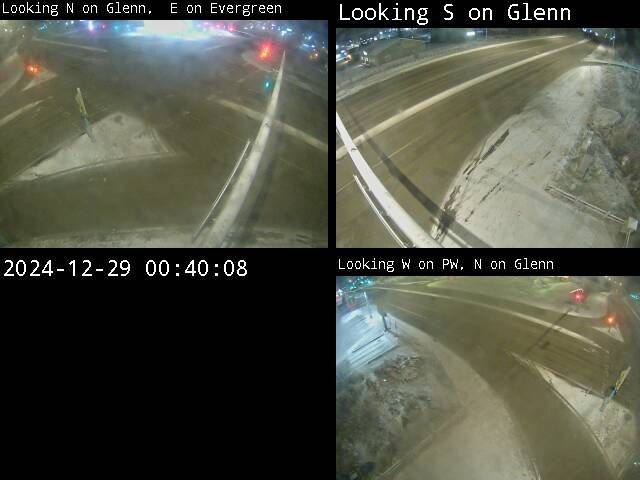 Looking N on Glenn, E on Evergreen
Looking S on Glenn
2024-12-29 00:40:08
Looking W on PW, N on Glenn